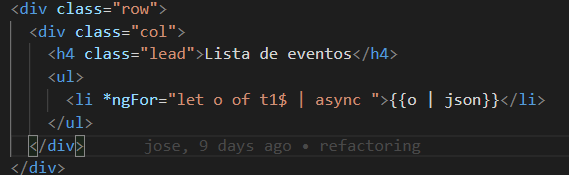 <div class="row">
<div class="col">
<h4 class="lead">Lista de eventos</h4>
<ul>
<li *ngFor="let o of t1$ | async ">{{o | json}}</li>
</ul>
</div> jose, 9 days ago • refactoring
</div>